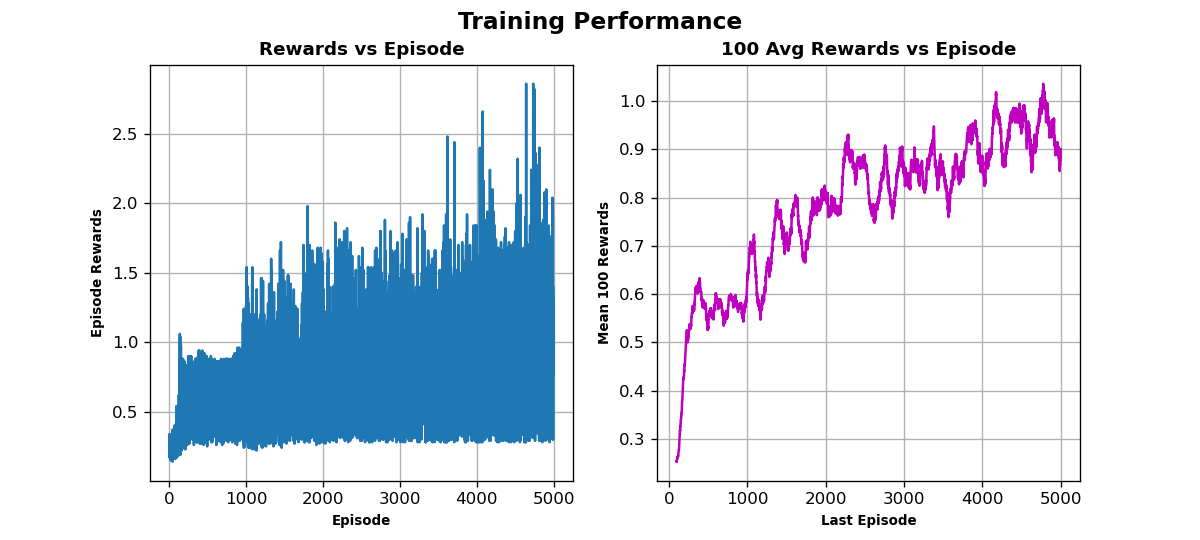 Training Performance
Rewards vs Episode
Episode Rewards
2.5
2.0
1.5
1.0
0.5
0 1000 2000 3000 4000 5000
Episode
100 Avg Rewards vs Episode
Mean 100 Rewards
1.0
0.9
0.8
0.7
0.6
0.5
0.4
0.3
0 1000 2000 3000 4000 5000
Last Episode